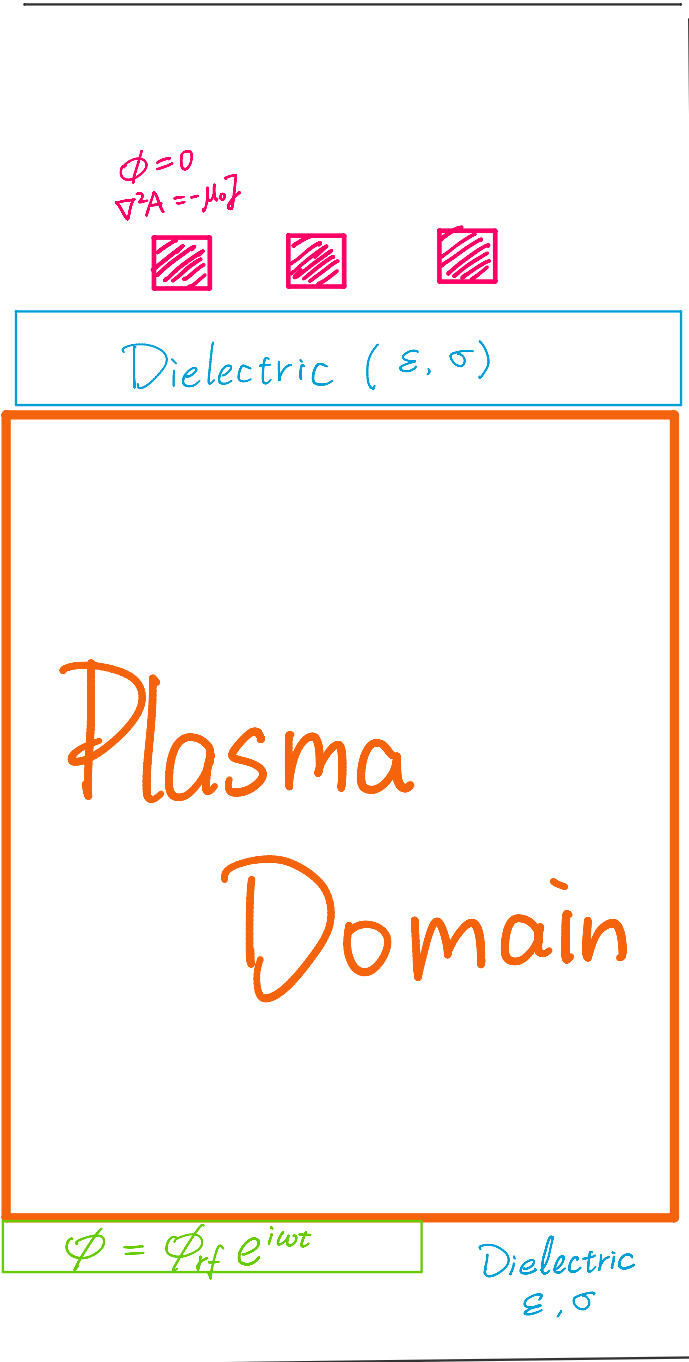 ϕ = 0
∇²A = -μ₀J
Dielectric ( ε, σ )
Plasma
Domain
ϕ = ϕrf e^{iωt}
Dielectric
ε, σ